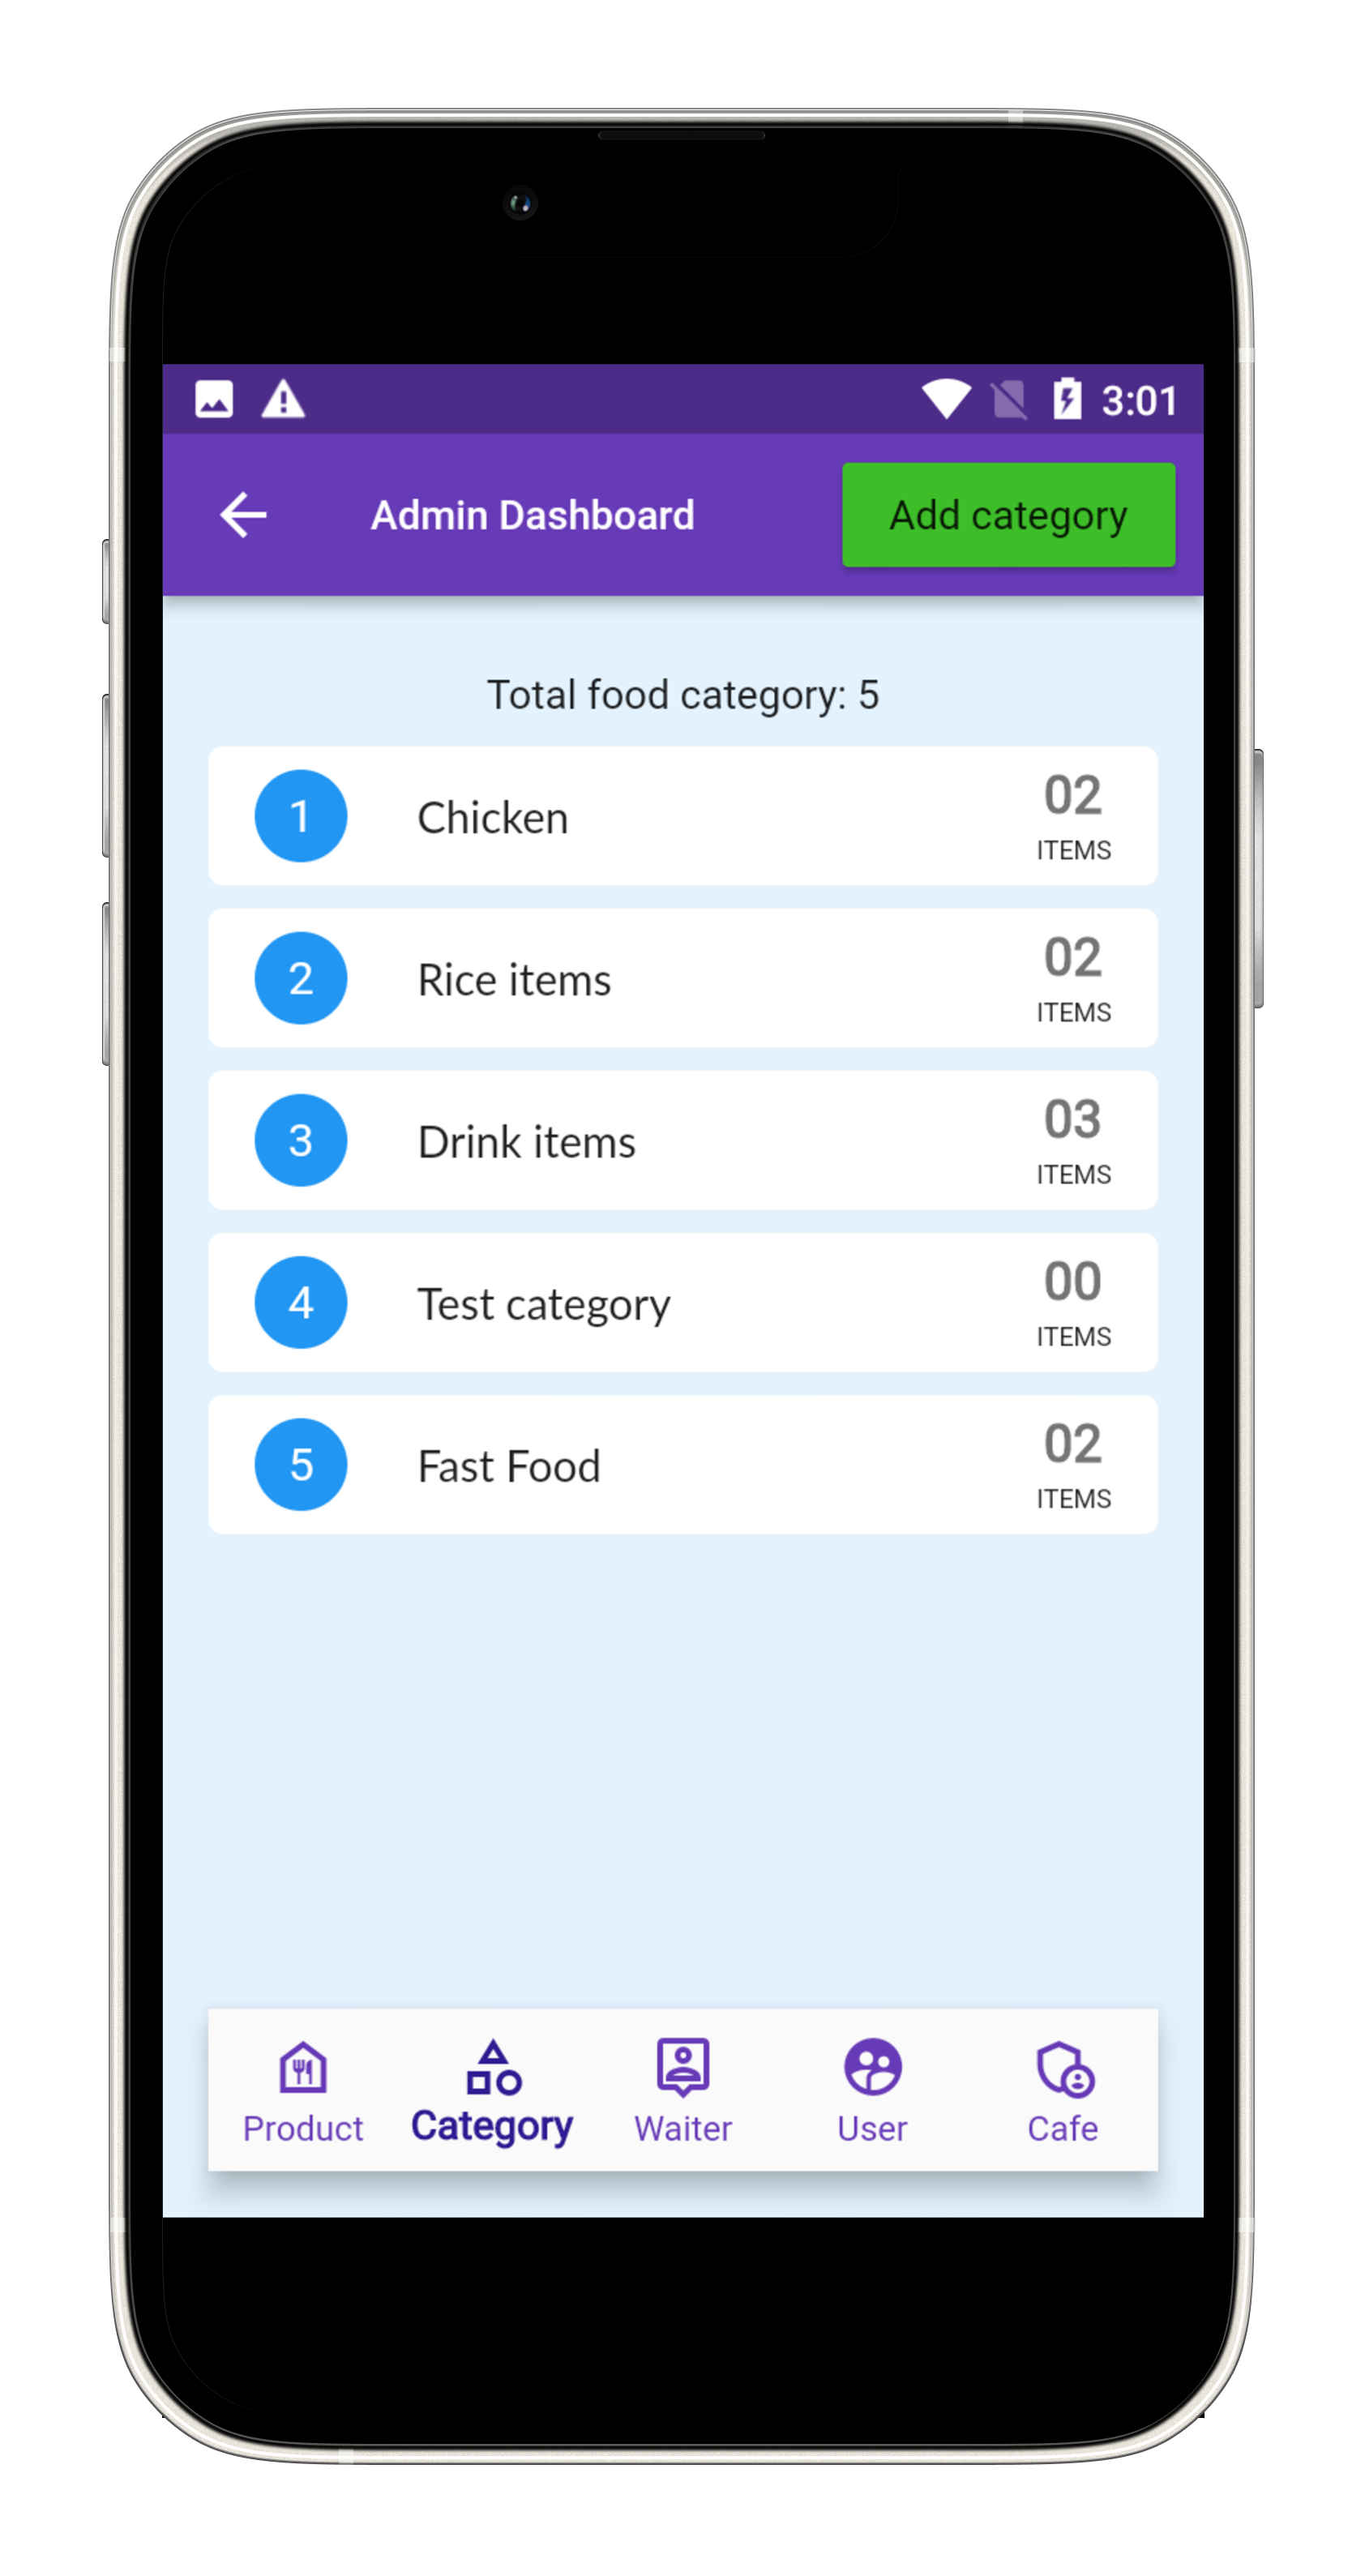 3:01
Admin Dashboard
Add category
Total food category: 5
1
Chicken
02
ITEMS
2
Rice items
02
ITEMS
3
Drink items
03
ITEMS
4
Test category
00
ITEMS
5
Fast Food
02
ITEMS
Product
Category
Waiter
User
Cafe